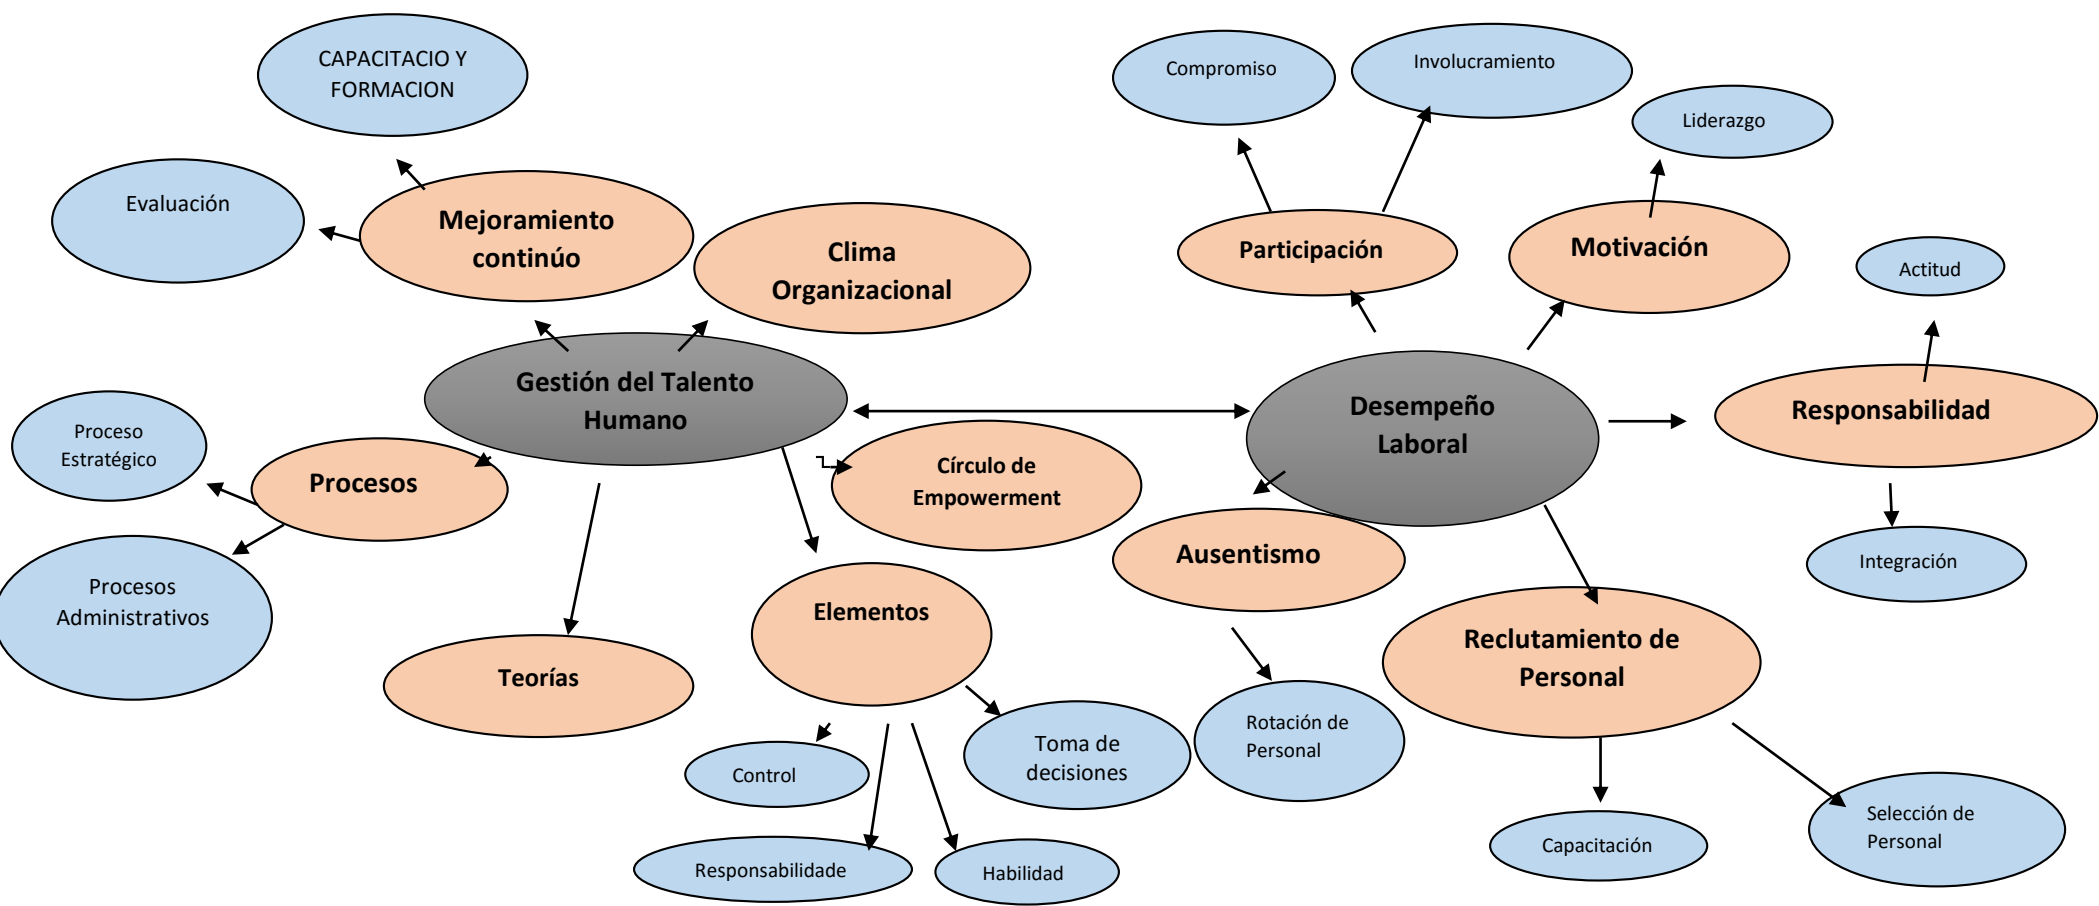 CAPACITACIO Y
FORMACION
Compromiso
Involucramiento
Liderazgo
Evaluación
Mejoramiento
continúo
Clima
Organizacional
Participación
Motivación
Actitud
Gestión del Talento
Humano
Desempeño
Laboral
Responsabilidad
Proceso
Estratégico
Procesos
Círculo de
Empowerment
Ausentismo
Integración
Procesos
Administrativos
Elementos
Teorías
Reclutamiento de
Personal
Control
Toma de
decisiones
Rotación de
Personal
Responsabilidade
Habilidad
Capacitación
Selección de
Personal